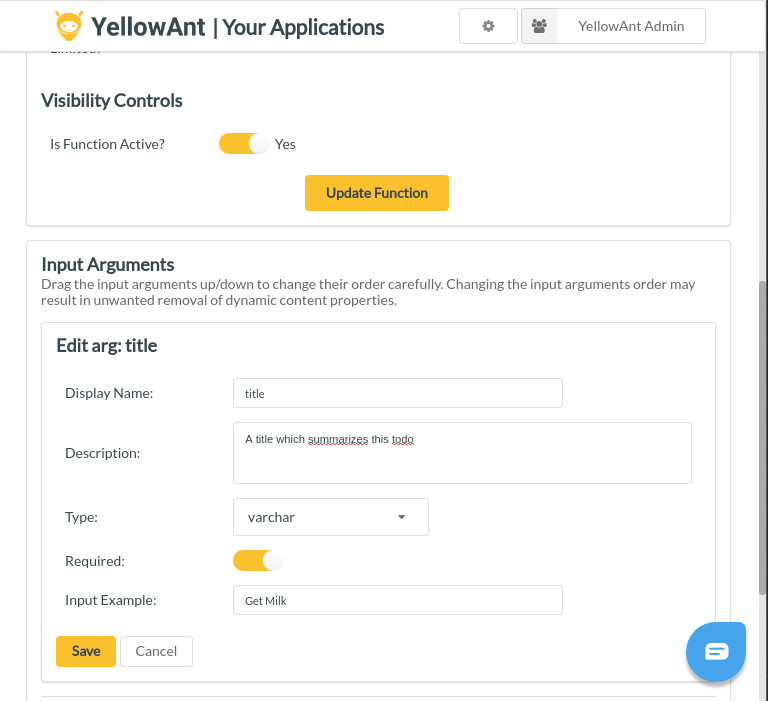 YellowAnt | Your Applications
YellowAnt Admin
Visibility Controls
Is Function Active? Yes
Update Function
Input Arguments
Drag the input arguments up/down to change their order carefully. Changing the input arguments order may
result in unwanted removal of dynamic content properties.
Edit arg: title
Display Name: title
Description: A title which summarizes this todo
Type: varchar
Required:
Input Example: Get Milk
Save Cancel